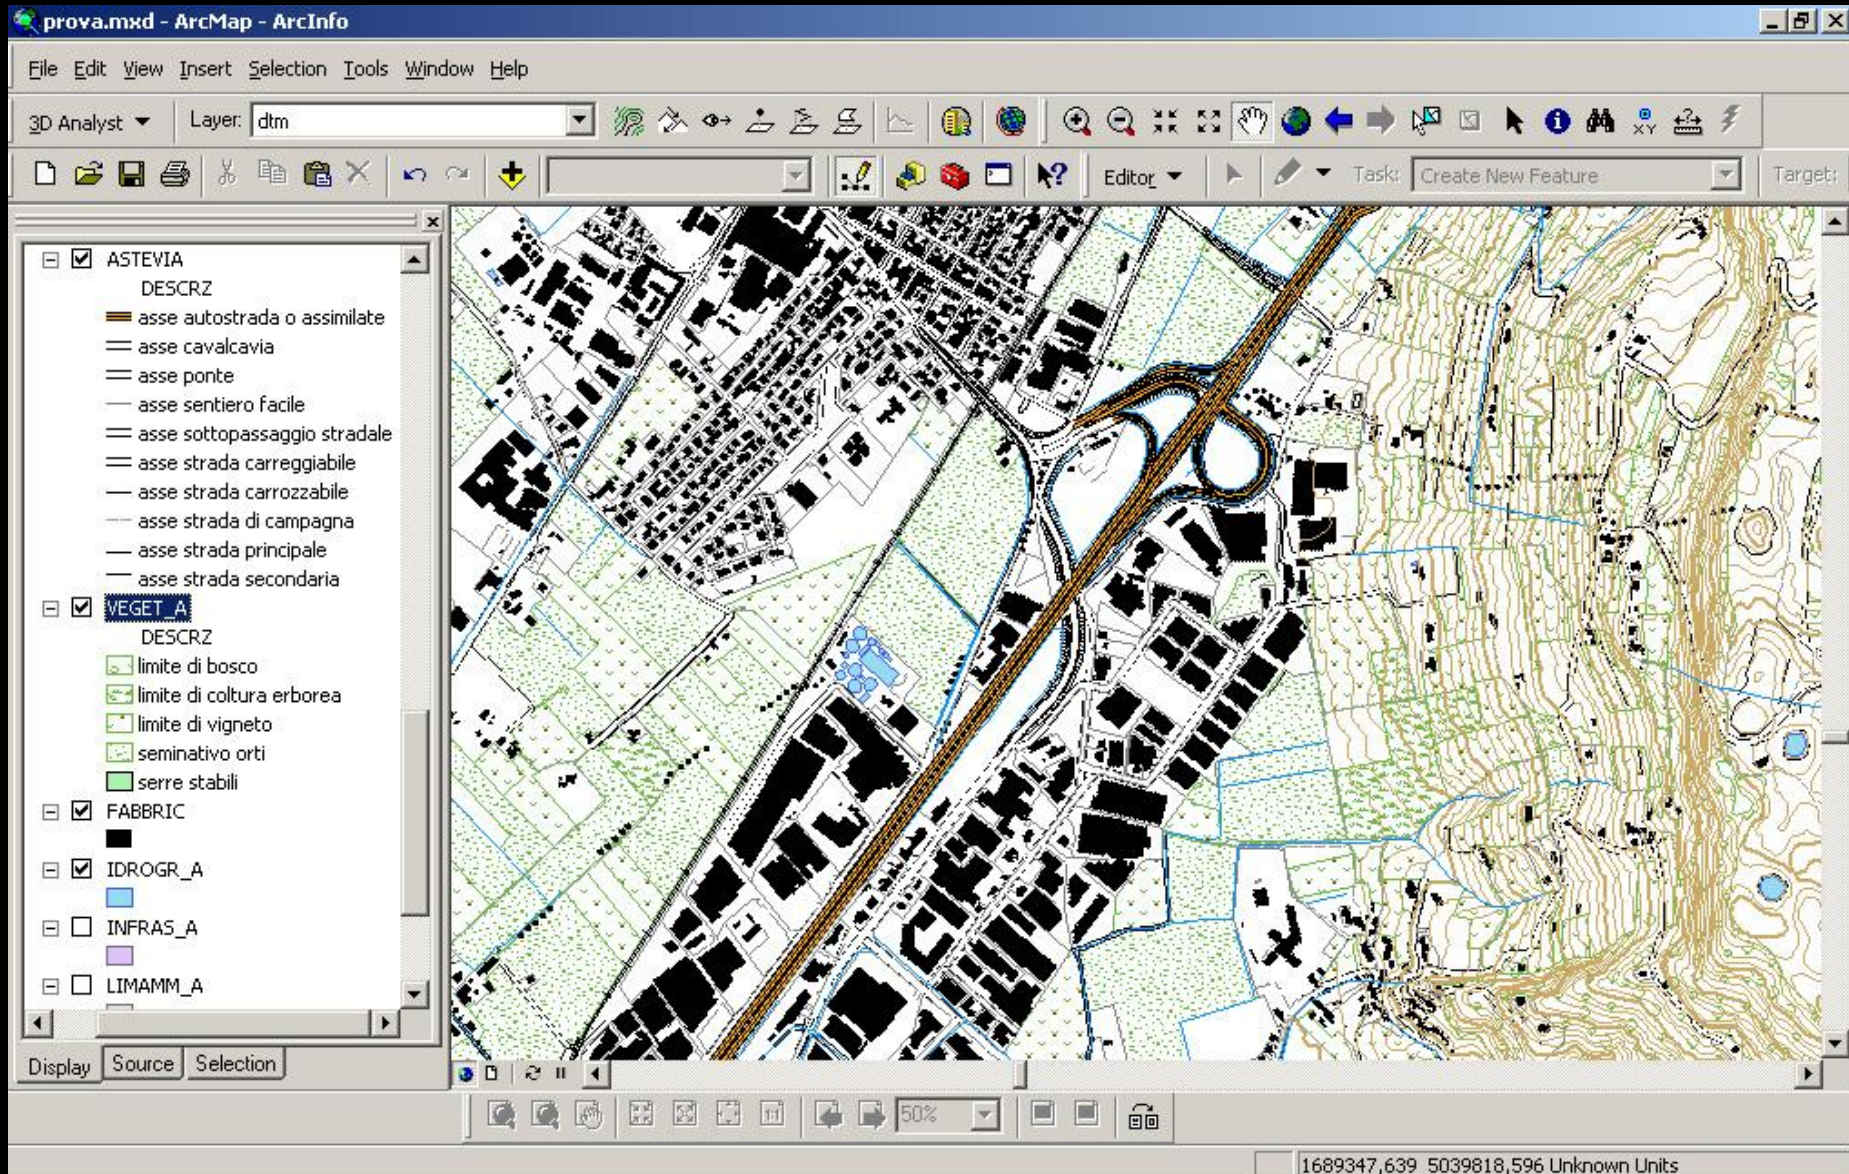 prova.mxd - ArcMap - ArcInfo
File Edit View Insert Selection Tools Window Help
3D Analyst Layer: dtm
XY
Editor Task: Create New Feature Target:
ASTEVIA
DESCRZ
asse autostrada o assimilate
asse cavalcavia
asse ponte
asse sentiero facile
asse sottopassaggio stradale
asse strada carreggiabile
asse strada carrozzabile
asse strada di campagna
asse strada principale
asse strada secondaria
VEGET_A
DESCRZ
limite di bosco
limite di coltura erborea
limite di vigneto
seminativo orti
serre stabili
FABBRIC
IDROGR_A
INFRAS_A
LIMAMM_A
Display Source Selection
1:1 50%
1689347,639 5039818,596 Unknown Units